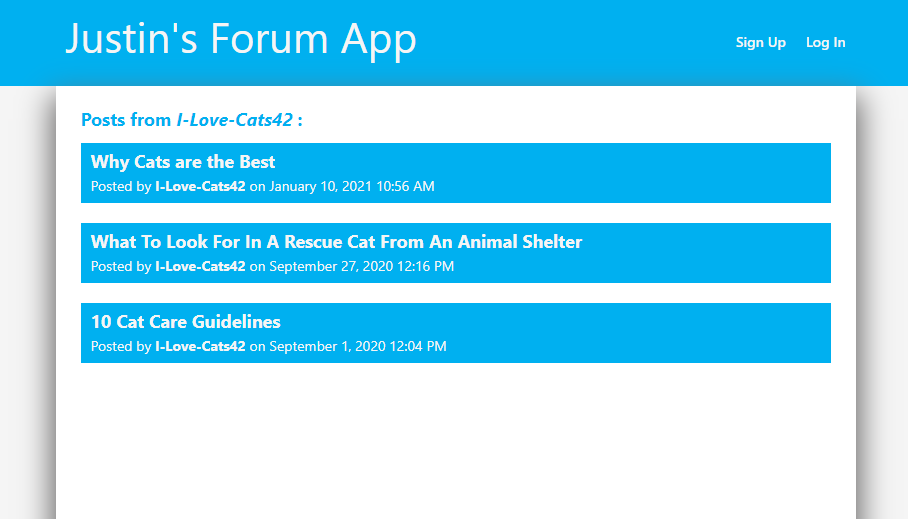 Justin's Forum App
Sign Up Log In
Posts from I-Love-Cats42 :
Why Cats are the Best
Posted by I-Love-Cats42 on January 10, 2021 10:56 AM
What To Look For In A Rescue Cat From An Animal Shelter
Posted by I-Love-Cats42 on September 27, 2020 12:16 PM
10 Cat Care Guidelines
Posted by I-Love-Cats42 on September 1, 2020 12:04 PM